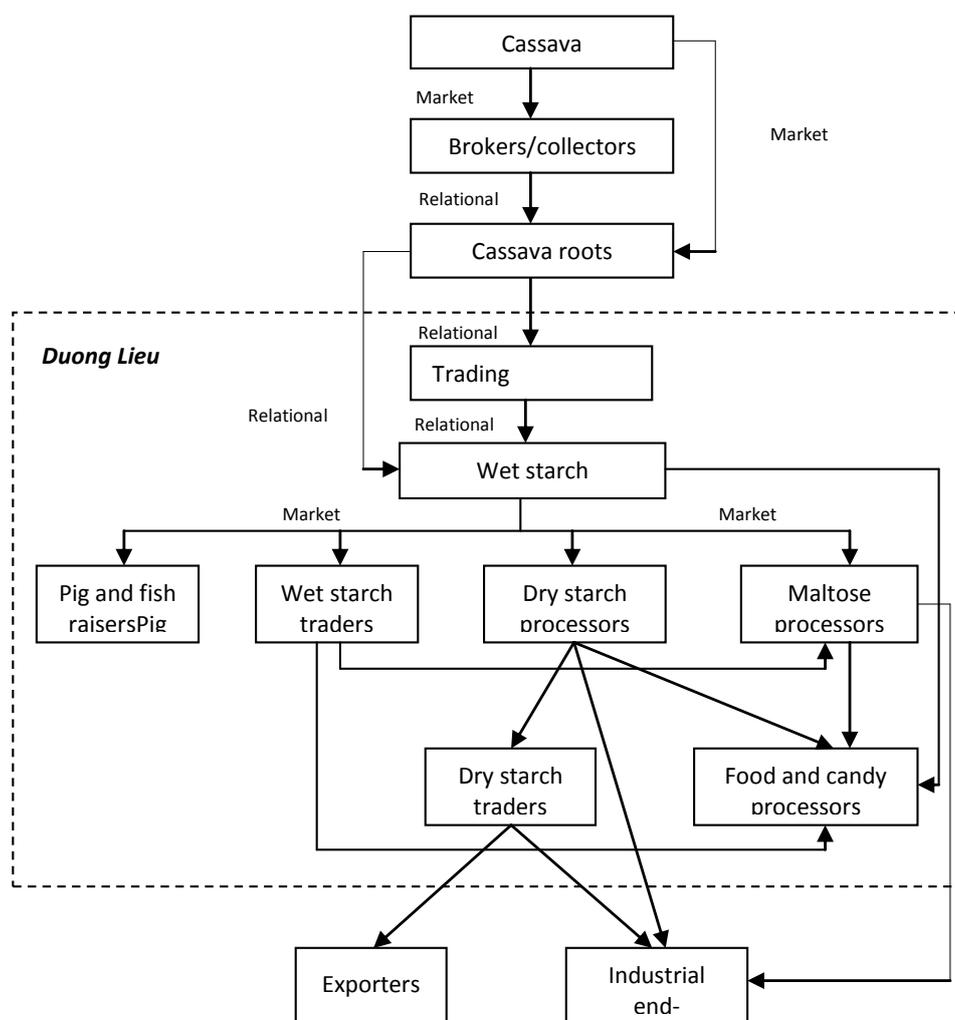 Cassava
Market
Market
Brokers/collectors
Relational
Cassava roots
Relational
Duong Lieu
Trading
Relational
Relational
Wet starch
Market
Market
Pig and fish
raisersPig
Wet starch
traders
Dry starch
processors
Maltose
processors
Dry starch
traders
Food and candy
processors
Exporters
Industrial
end-